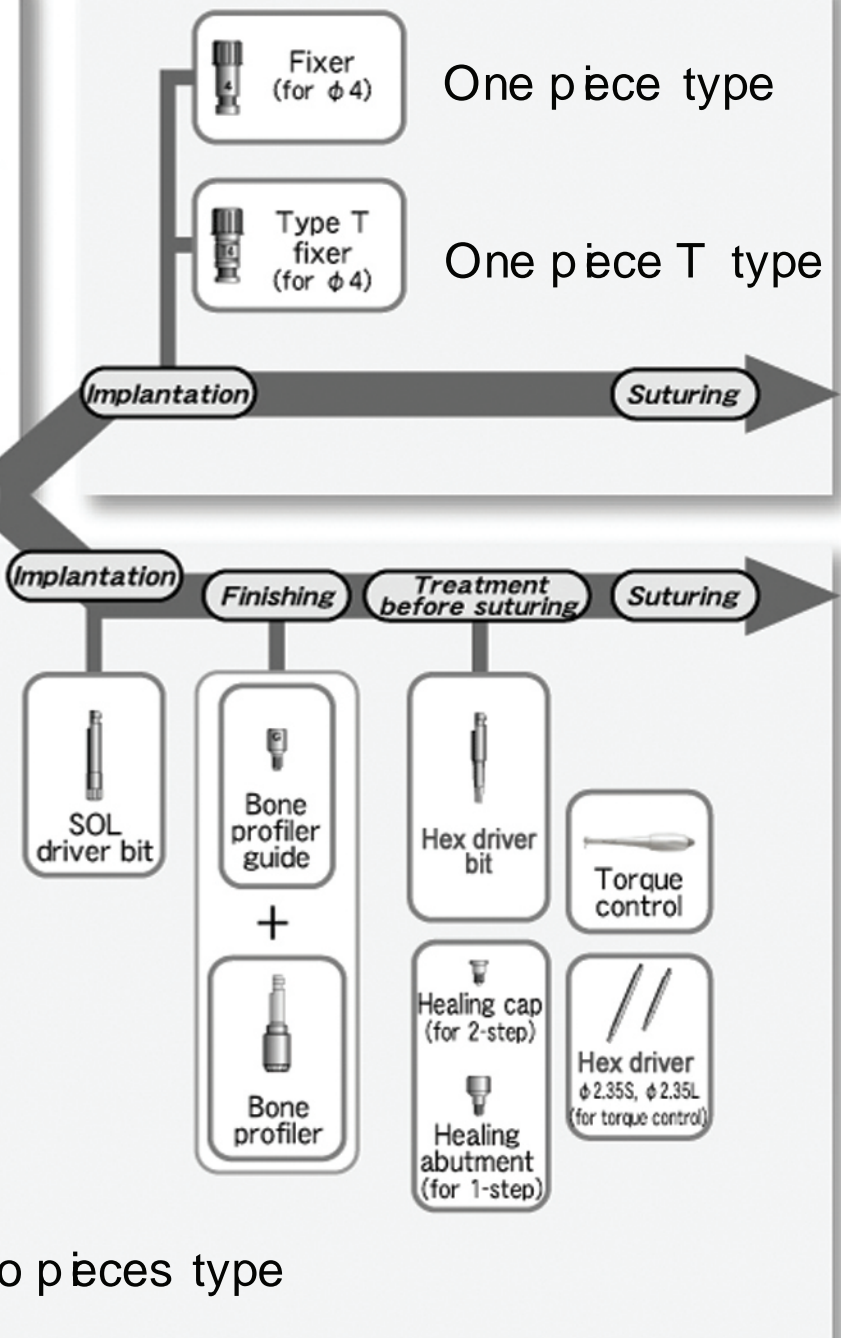 Fixer
(for φ4)
One piece type
4
Type T
fixer
(for φ4)
One piece T type
T4
Implantation
Suturing
Implantation
Finishing
Treatment
before suturing
Suturing
SOL
driver bit
G
Bone
profiler
guide
+
Bone
profiler
Hex driver
bit
Torque
control
Healing cap
(for 2-step)
Healing
abutment
(for 1-step)
Hex driver
φ2.35S, φ2.35L
(for torque control)
o pieces type